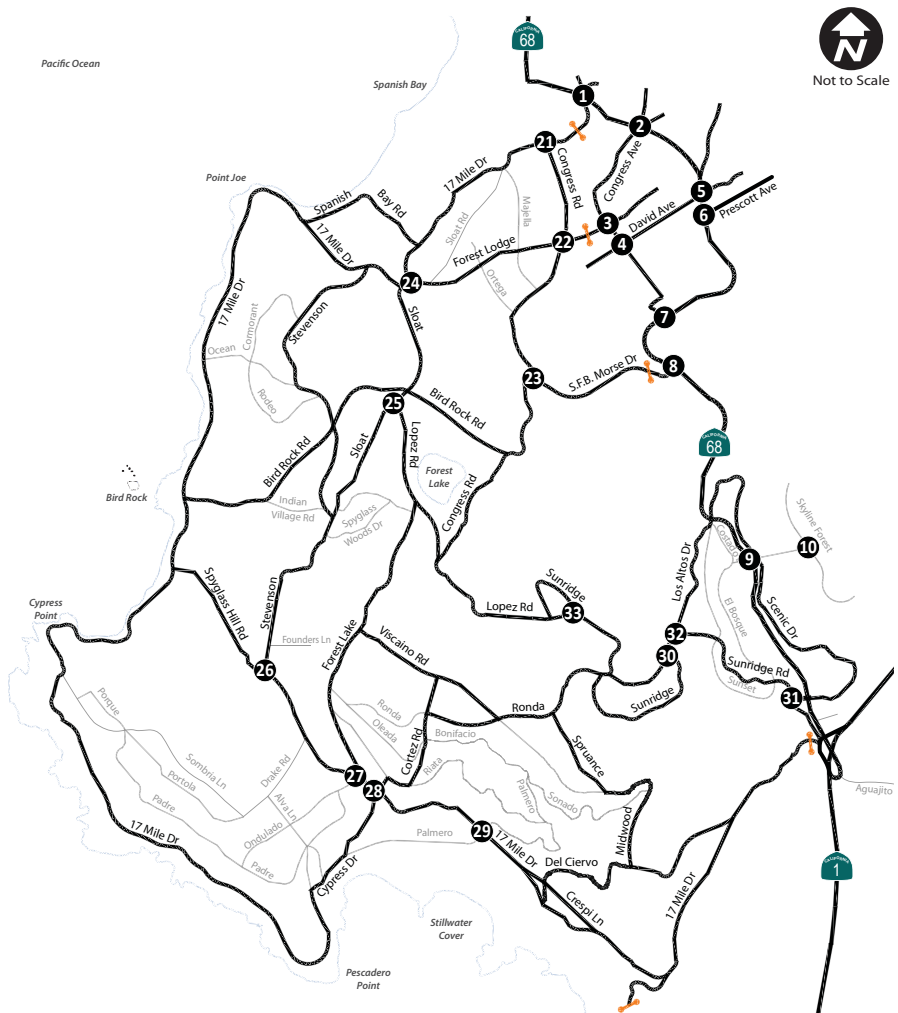 CALIFORNIA
68
N
Not to Scale
Pacific Ocean
Spanish Bay
1
2
21
Congress Rd
Congress Ave
17 Mile Dr
Point Joe
Spanish
Bay Rd
17 Mile Dr
Sloat Rd
Majella
5
6
Prescott Ave
3
David Ave
4
22
Forest Lodge
Ortega
24
17 Mile Dr
Cormorant
Stevenson
Sloat
7
8
Ocean
Rodeo
23
S.F.B. Morse Dr
25
Bird Rock Rd
CALIFORNIA
68
Bird Rock Rd
Sloat
Lopez Rd
Forest
Lake
Congress Rd
Bird Rock
Indian
Village Rd
Spyglass
Woods Dr
Skyline Forest
10
9
Los Altos Dr
El Bosque
Scenic Dr
Cypress
Point
Spyglass Hill Rd
Stevenson
Founders Ln
Forest Lake
Viscaino Rd
Lopez Rd
Sunridge
33
32
30
Sunridge
Sunridge Rd
Sunset
31
26
Porque
Sombria Ln
Portola
Padre
Drake Rd
Ronda
Oleada
Cortez Rd
Ronda
Bonifacio
Riata
Palmero
Sonado
Spruance
27
28
Alva Ln
Ondulado
Padre
17 Mile Dr
Cypress Dr
Palmero
29
17 Mile Dr
Del Ciervo
Midwood
Crespi Ln
17 Mile Dr
Aguajito
CALIFORNIA
1
Stillwater
Cover
Pescadero
Point